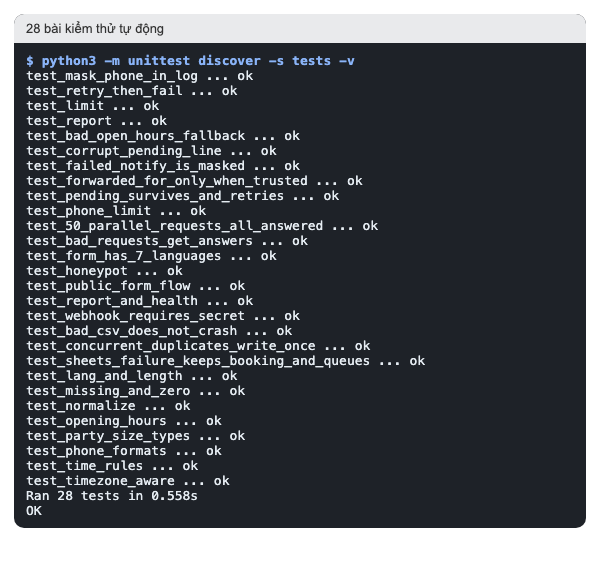 28 bài kiểm thử tự động
$ python3 -m unittest discover -s tests -v
test_mask_phone_in_log ... ok
test_retry_then_fail ... ok
test_limit ... ok
test_report ... ok
test_bad_open_hours_fallback ... ok
test_corrupt_pending_line ... ok
test_failed_notify_is_masked ... ok
test_forwarded_for_only_when_trusted ... ok
test_pending_survives_and_retries ... ok
test_phone_limit ... ok
test_50_parallel_requests_all_answered ... ok
test_bad_requests_get_answers ... ok
test_form_has_7_languages ... ok
test_honeypot ... ok
test_public_form_flow ... ok
test_report_and_health ... ok
test_webhook_requires_secret ... ok
test_bad_csv_does_not_crash ... ok
test_concurrent_duplicates_write_once ... ok
test_sheets_failure_keeps_booking_and_queues ... ok
test_lang_and_length ... ok
test_missing_and_zero ... ok
test_normalize ... ok
test_opening_hours ... ok
test_party_size_types ... ok
test_phone_formats ... ok
test_time_rules ... ok
test_timezone_aware ... ok
Ran 28 tests in 0.558s
OK